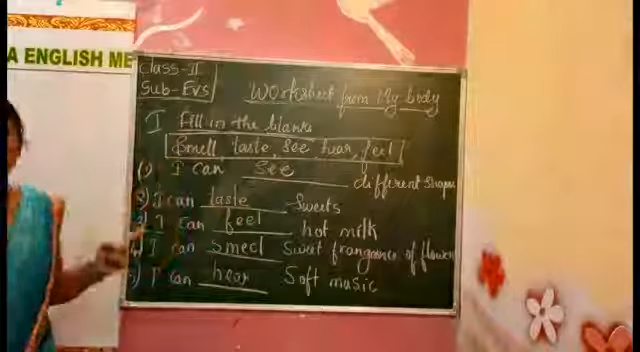 A ENGLISH ME
Class-II
Sub-EVS
Worksheet from My body
I Fill in the blanks
Smell, taste, see, hear, feel
1) I can see different shapes
2) I can taste Sweets
3) I can feel hot milk
4) I can smell Sweet frangance of flower
5) I can hear Soft music